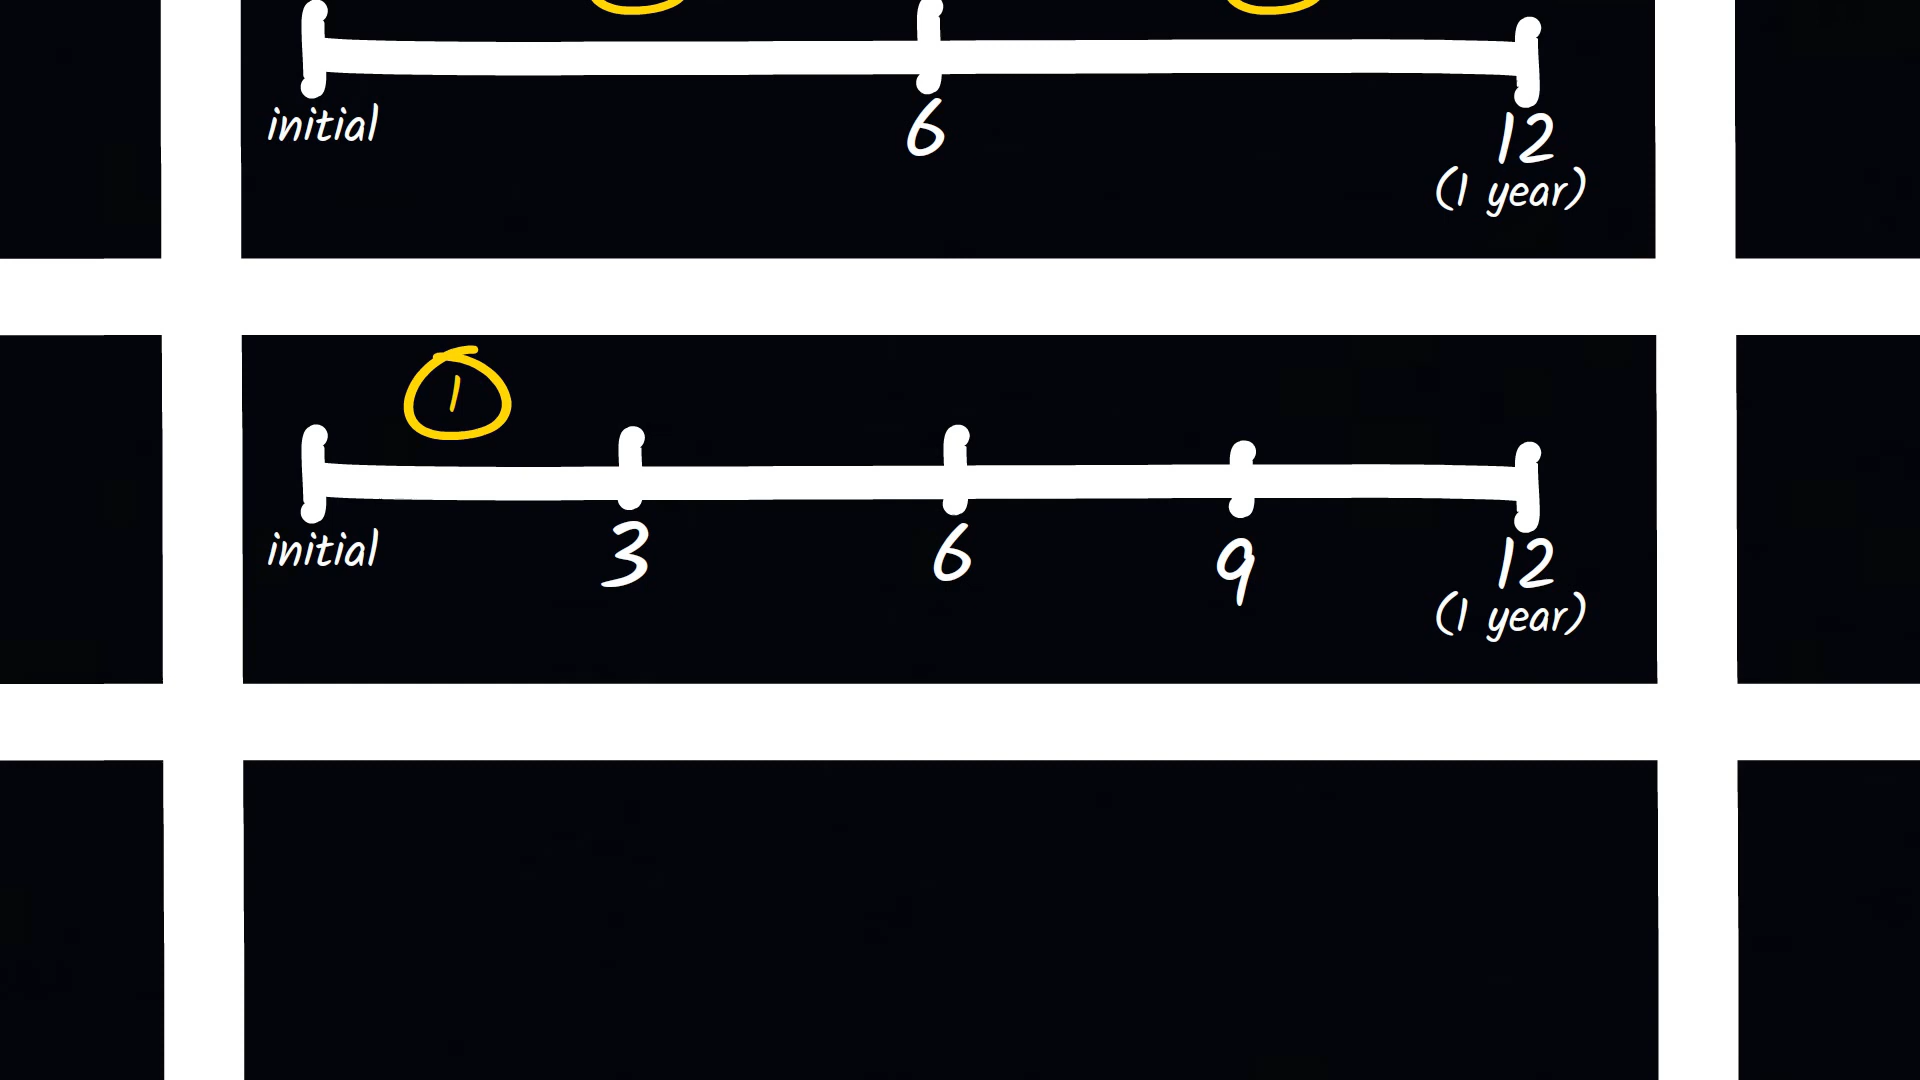 initial 6 12
(1 year)
1
initial 3 6 9 12
(1 year)